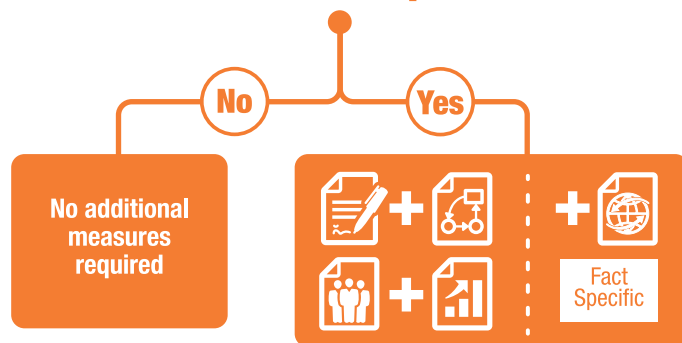 No
Yes
No additional
measures
required
Fact
Specific